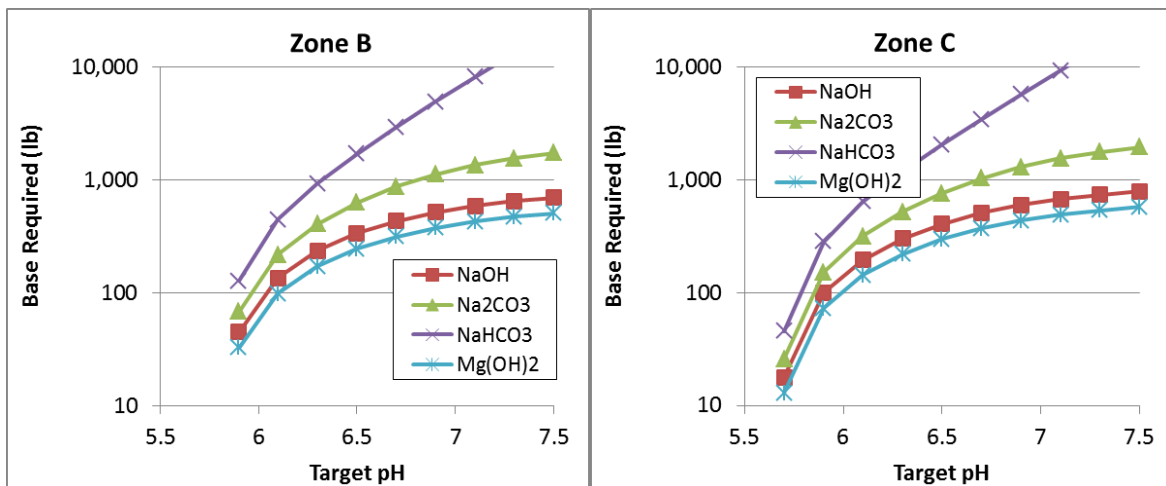 Zone B
Base Required (lb)
10,000
1,000
100
10
NaOH
Na2CO3
NaHCO3
Mg(OH)2
5.5 6 6.5 7 7.5
Target pH
Zone C
Base Required (lb)
10,000
1,000
100
10
NaOH
Na2CO3
NaHCO3
Mg(OH)2
5.5 6 6.5 7 7.5
Target pH